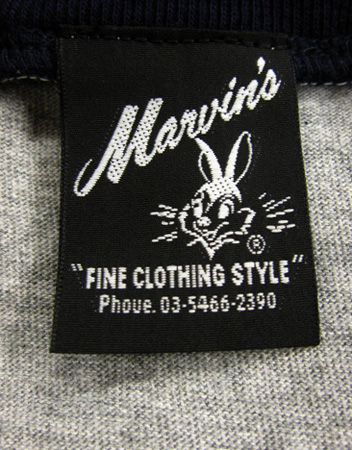 Marvin's
®
"FINE CLOTHING STYLE"
Phoue. 03-5466-2390